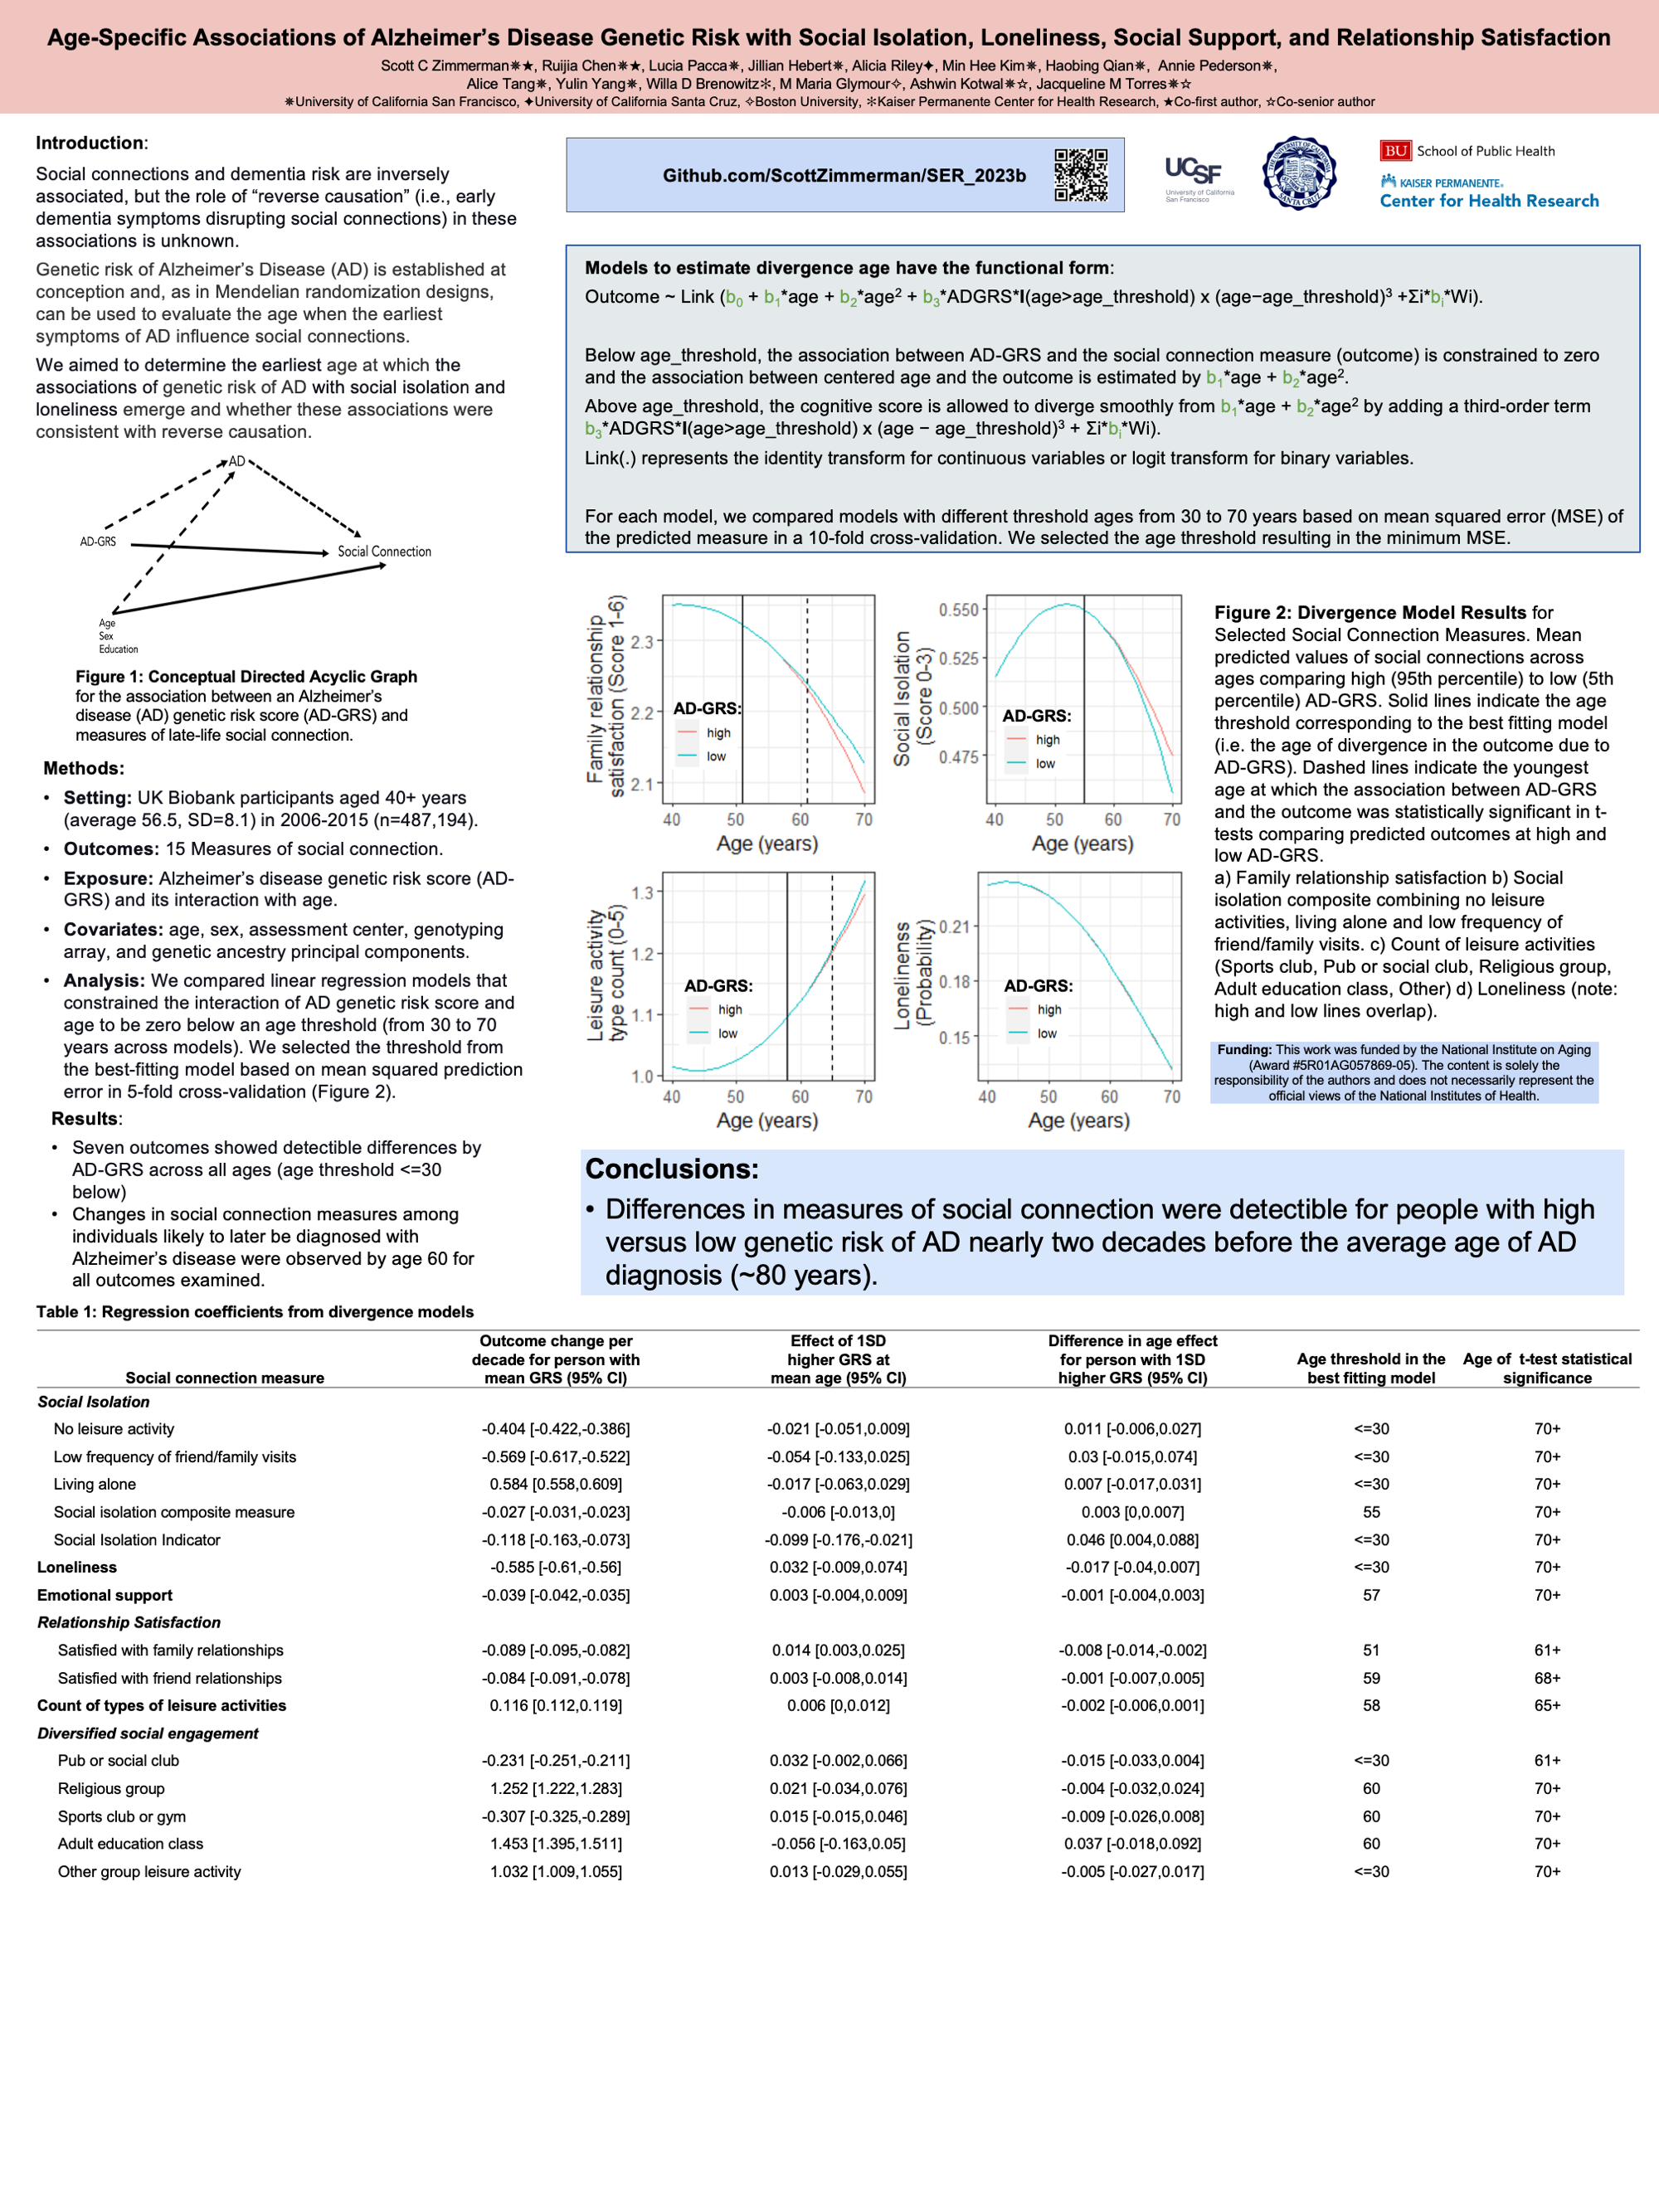 Age-Specific Associations of Alzheimer’s Disease Genetic Risk with Social Isolation, Loneliness, Social Support, and Relationship Satisfaction
Scott C Zimmerman✷★, Ruijia Chen✷★, Lucia Pacca✷, Jillian Hebert✷, Alicia Riley✦, Min Hee Kim✷, Haobing Qian✷, Annie Pederson✷,
Alice Tang✷, Yulin Yang✷, Willa D Brenowitz✻, M Maria Glymour✧, Ashwin Kotwal✷☆, Jacqueline M Torres✷☆
✷University of California San Francisco, ✦University of California Santa Cruz, ✧Boston University, ✻Kaiser Permanente Center for Health Research, ★Co-first author, ☆Co-senior author
Introduction:
Social connections and dementia risk are inversely
associated, but the role of “reverse causation” (i.e., early
dementia symptoms disrupting social connections) in these
associations is unknown.
Genetic risk of Alzheimer’s Disease (AD) is established at
conception and, as in Mendelian randomization designs,
can be used to evaluate the age when the earliest
symptoms of AD influence social connections.
We aimed to determine the earliest age at which the
associations of genetic risk of AD with social isolation and
loneliness emerge and whether these associations were
consistent with reverse causation.
AD
AD-GRS
Social Connection
Age
Sex
Education
Figure 1: Conceptual Directed Acyclic Graph
for the association between an Alzheimer’s
disease (AD) genetic risk score (AD-GRS) and
measures of late-life social connection.
Methods:
• Setting: UK Biobank participants aged 40+ years
(average 56.5, SD=8.1) in 2006-2015 (n=487,194).
• Outcomes: 15 Measures of social connection.
• Exposure: Alzheimer’s disease genetic risk score (AD-
GRS) and its interaction with age.
• Covariates: age, sex, assessment center, genotyping
array, and genetic ancestry principal components.
• Analysis: We compared linear regression models that
constrained the interaction of AD genetic risk score and
age to be zero below an age threshold (from 30 to 70
years across models). We selected the threshold from
the best-fitting model based on mean squared prediction
error in 5-fold cross-validation (Figure 2).
Results:
• Seven outcomes showed detectible differences by
AD-GRS across all ages (age threshold <=30
below)
• Changes in social connection measures among
individuals likely to later be diagnosed with
Alzheimer’s disease were observed by age 60 for
all outcomes examined.
Github.com/ScottZimmerman/SER_2023b
UCSF
University of California
San Francisco
THE UNIVERSITY OF CALIFORNIA
SANTA CRUZ
BU School of Public Health
KAISER PERMANENTE®
Center for Health Research
Models to estimate divergence age have the functional form:
Outcome ~ Link (b₀ + b₁*age + b₂*age² + b₃*ADGRS*I(age>age_threshold) x (age−age_threshold)³ +Σi*bᵢ*Wi).
Below age_threshold, the association between AD-GRS and the social connection measure (outcome) is constrained to zero
and the association between centered age and the outcome is estimated by b₁*age + b₂*age².
Above age_threshold, the cognitive score is allowed to diverge smoothly from b₁*age + b₂*age² by adding a third-order term
b₃*ADGRS*I(age>age_threshold) x (age − age_threshold)³ + Σi*bᵢ*Wi).
Link(.) represents the identity transform for continuous variables or logit transform for binary variables.
For each model, we compared models with different threshold ages from 30 to 70 years based on mean squared error (MSE) of
the predicted measure in a 10-fold cross-validation. We selected the age threshold resulting in the minimum MSE.
Family relationship
satisfaction (Score 1-6)
2.3
2.2
2.1
AD-GRS:
high
low
40 50 60 70
Age (years)
Social Isolation
(Score 0-3)
0.550
0.525
0.500
0.475
AD-GRS:
high
low
40 50 60 70
Age (years)
Leisure activity
type count (0-5)
1.3
1.2
1.1
1.0
AD-GRS:
high
low
40 50 60 70
Age (years)
Lonelinenss
(Probability)
0.21
0.18
0.15
AD-GRS:
high
low
40 50 60 70
Age (years)
Figure 2: Divergence Model Results for
Selected Social Connection Measures. Mean
predicted values of social connections across
ages comparing high (95th percentile) to low (5th
percentile) AD-GRS. Solid lines indicate the age
threshold corresponding to the best fitting model
(i.e. the age of divergence in the outcome due to
AD-GRS). Dashed lines indicate the youngest
age at which the association between AD-GRS
and the outcome was statistically significant in t-
tests comparing predicted outcomes at high and
low AD-GRS.
a) Family relationship satisfaction b) Social
isolation composite combining no leisure
activities, living alone and low frequency of
friend/family visits. c) Count of leisure activities
(Sports club, Pub or social club, Religious group,
Adult education class, Other) d) Loneliness (note:
high and low lines overlap).
Funding: This work was funded by the National Institute on Aging
(Award #5R01AG057869-05). The content is solely the
responsibility of the authors and does not necessarily represent the
official views of the National Institutes of Health.
Conclusions:
• Differences in measures of social connection were detectible for people with high
versus low genetic risk of AD nearly two decades before the average age of AD
diagnosis (~80 years).
Table 1: Regression coefficients from divergence models
Social connection measure | Outcome change per decade for person with mean GRS (95% CI) | Effect of 1SD higher GRS at mean age (95% CI) | Difference in age effect for person with 1SD higher GRS (95% CI) | Age threshold in the best fitting model | Age of t-test statistical significance
Social Isolation
No leisure activity -0.404 [-0.422,-0.386] -0.021 [-0.051,0.009] 0.011 [-0.006,0.027] <=30 70+
Low frequency of friend/family visits -0.569 [-0.617,-0.522] -0.054 [-0.133,0.025] 0.03 [-0.015,0.074] <=30 70+
Living alone 0.584 [0.558,0.609] -0.017 [-0.063,0.029] 0.007 [-0.017,0.031] <=30 70+
Social isolation composite measure -0.027 [-0.031,-0.023] -0.006 [-0.013,0] 0.003 [0,0.007] 55 70+
Social Isolation Indicator -0.118 [-0.163,-0.073] -0.099 [-0.176,-0.021] 0.046 [0.004,0.088] <=30 70+
Loneliness -0.585 [-0.61,-0.56] 0.032 [-0.009,0.074] -0.017 [-0.04,0.007] <=30 70+
Emotional support -0.039 [-0.042,-0.035] 0.003 [-0.004,0.009] -0.001 [-0.004,0.003] 57 70+
Relationship Satisfaction
Satisfied with family relationships -0.089 [-0.095,-0.082] 0.014 [0.003,0.025] -0.008 [-0.014,-0.002] 51 61+
Satisfied with friend relationships -0.084 [-0.091,-0.078] 0.003 [-0.008,0.014] -0.001 [-0.007,0.005] 59 68+
Count of types of leisure activities 0.116 [0.112,0.119] 0.006 [0,0.012] -0.002 [-0.006,0.001] 58 65+
Diversified social engagement
Pub or social club -0.231 [-0.251,-0.211] 0.032 [-0.002,0.066] -0.015 [-0.033,0.004] <=30 61+
Religious group 1.252 [1.222,1.283] 0.021 [-0.034,0.076] -0.004 [-0.032,0.024] 60 70+
Sports club or gym -0.307 [-0.325,-0.289] 0.015 [-0.015,0.046] -0.009 [-0.026,0.008] 60 70+
Adult education class 1.453 [1.395,1.511] -0.056 [-0.163,0.05] 0.037 [-0.018,0.092] 60 70+
Other group leisure activity 1.032 [1.009,1.055] 0.013 [-0.029,0.055] -0.005 [-0.027,0.017] <=30 70+